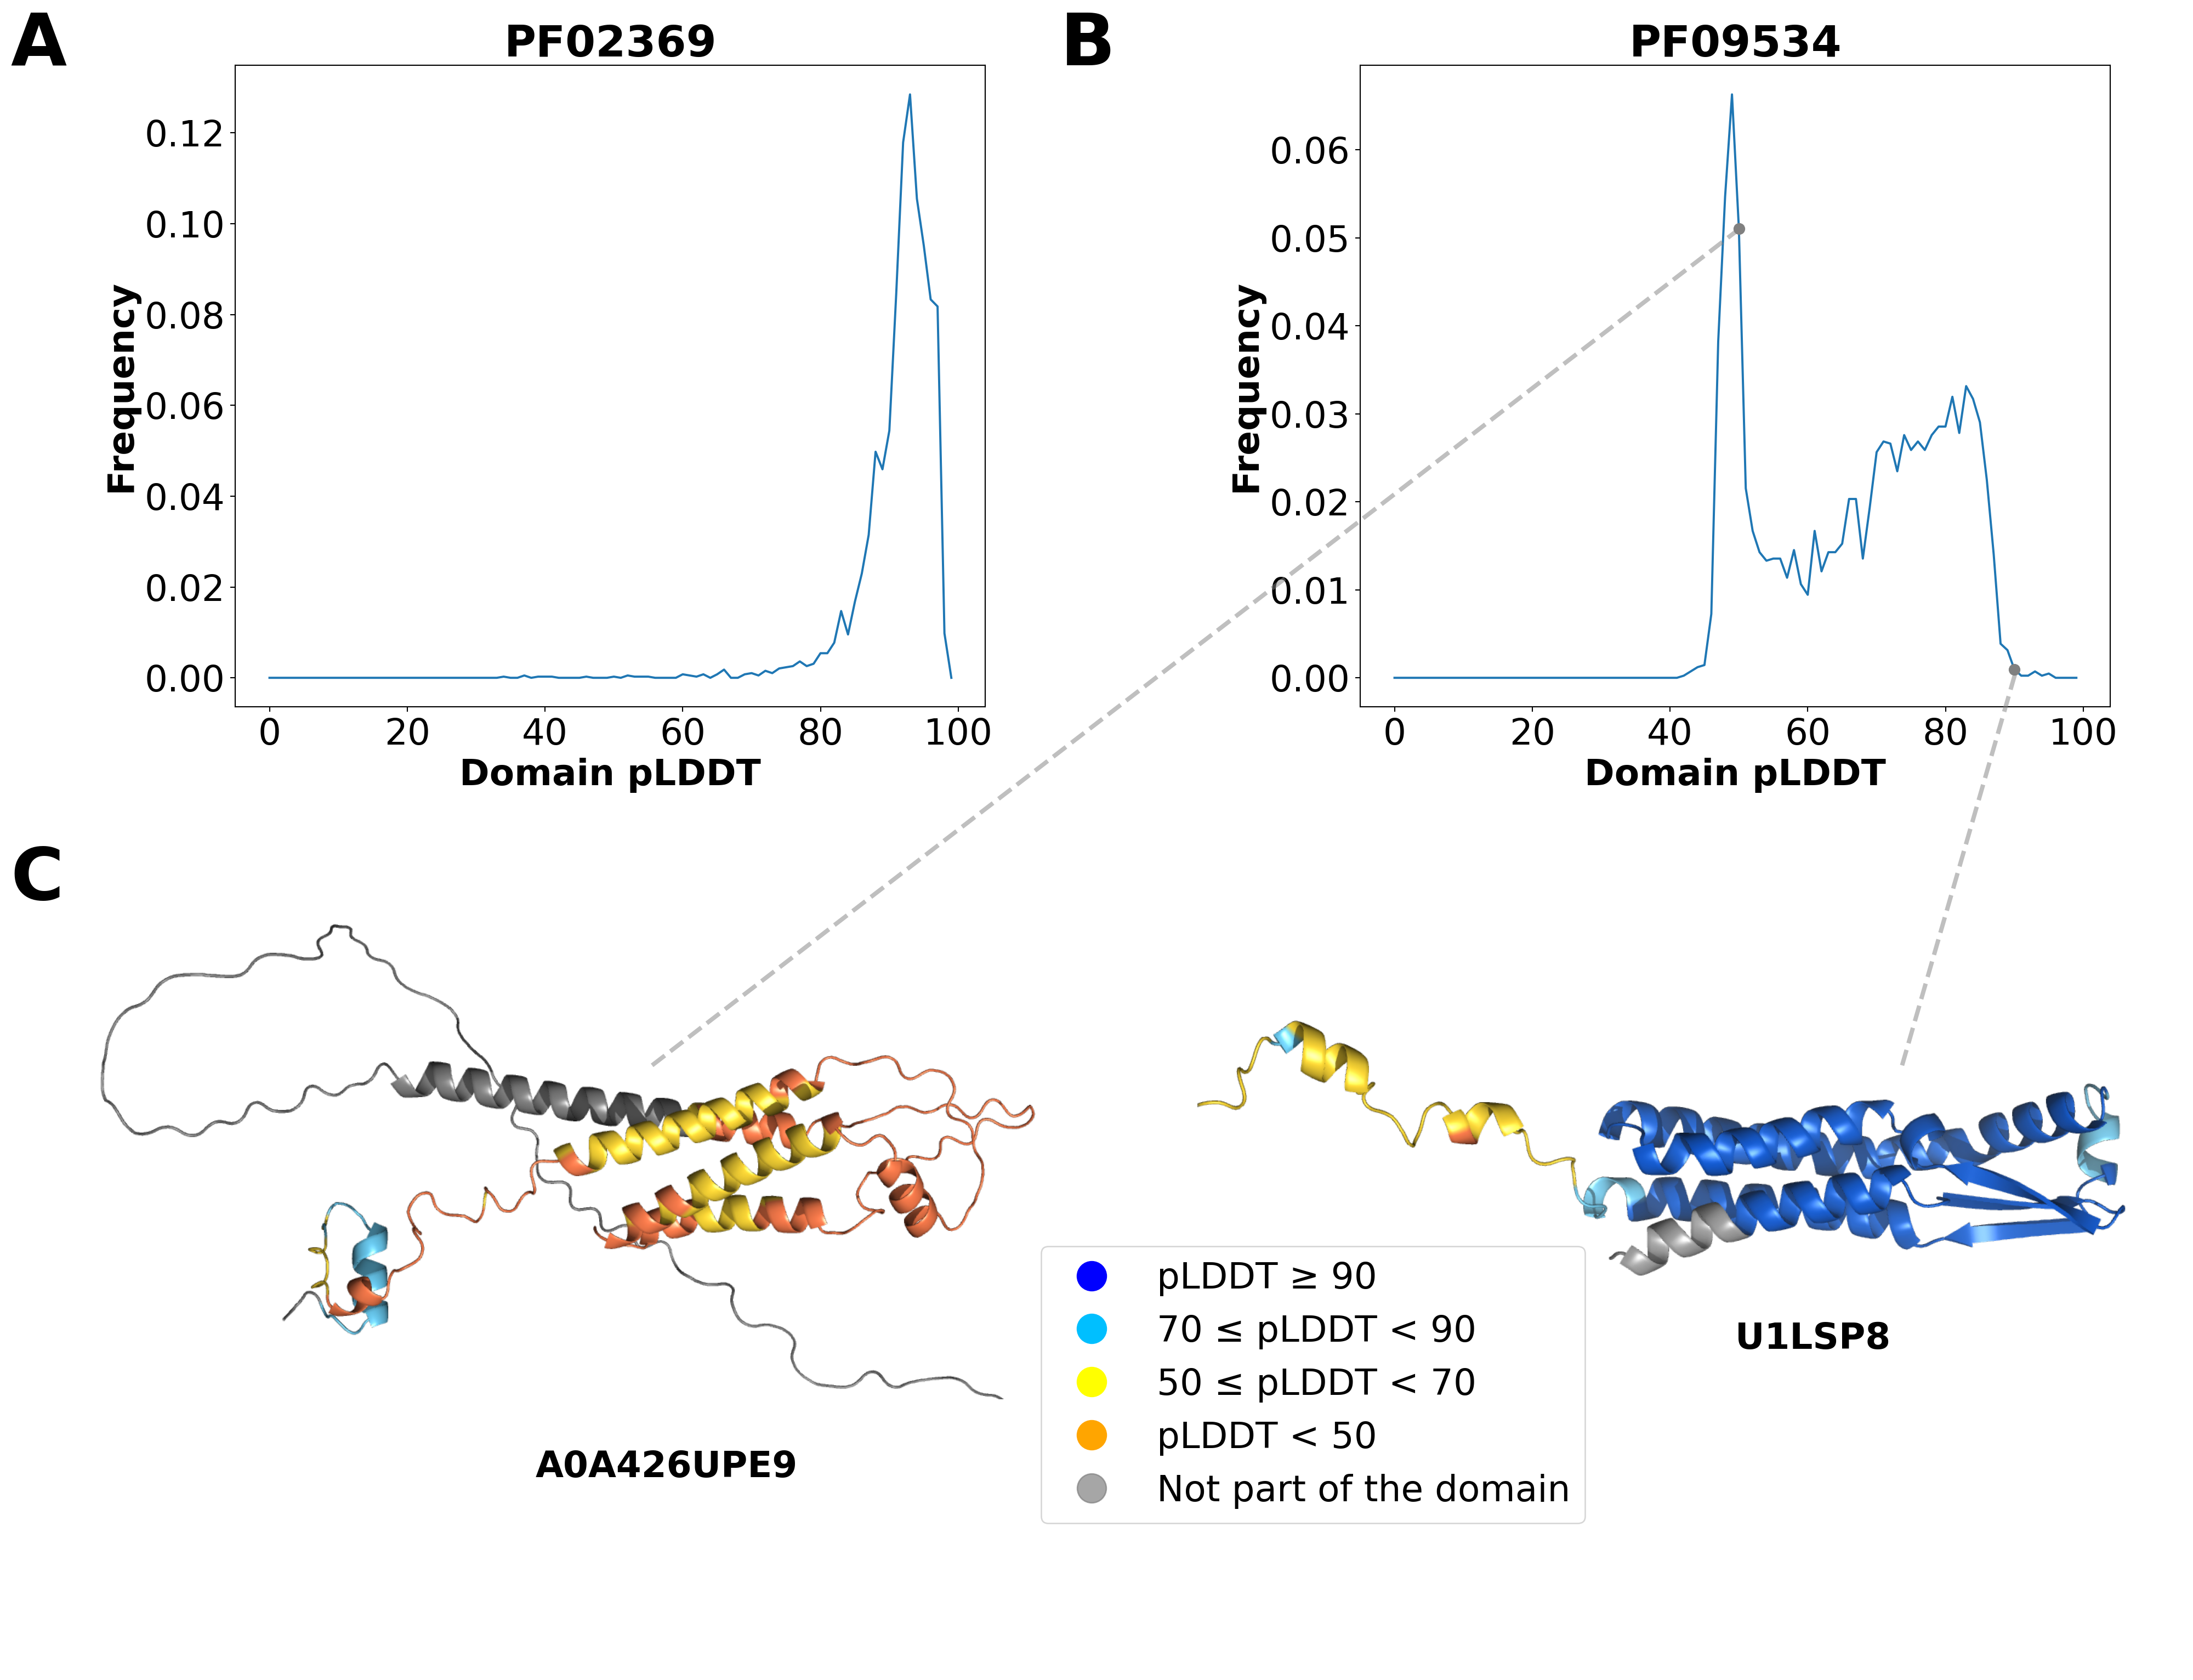 A
PF02369
Frequency
0.12
0.10
0.08
0.06
0.04
0.02
0.00
0 20 40 60 80 100
Domain pLDDT
B
PF09534
Frequency
0.06
0.05
0.04
0.03
0.02
0.01
0.00
0 20 40 60 80 100
Domain pLDDT
C
A0A426UPE9
pLDDT ≥ 90
70 ≤ pLDDT < 90
50 ≤ pLDDT < 70
pLDDT < 50
Not part of the domain
U1LSP8